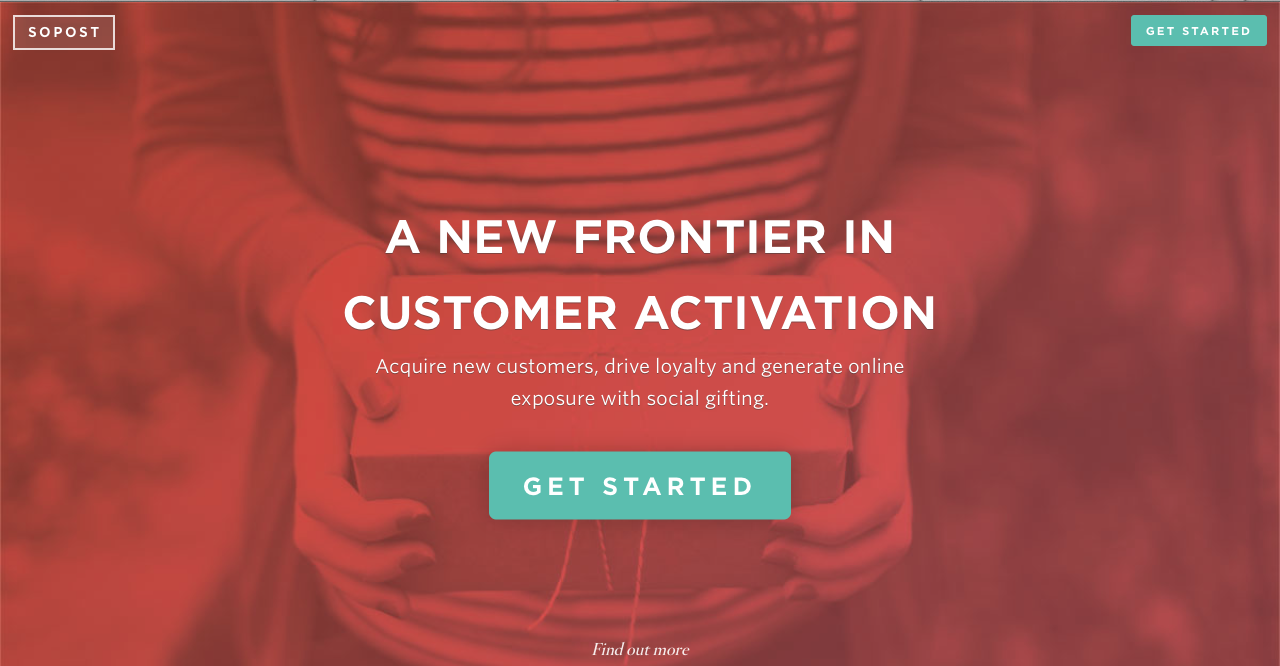 SOPOST
GET STARTED
A NEW FRONTIER IN
CUSTOMER ACTIVATION
Acquire new customers, drive loyalty and generate online
exposure with social gifting.
GET STARTED
Find out more